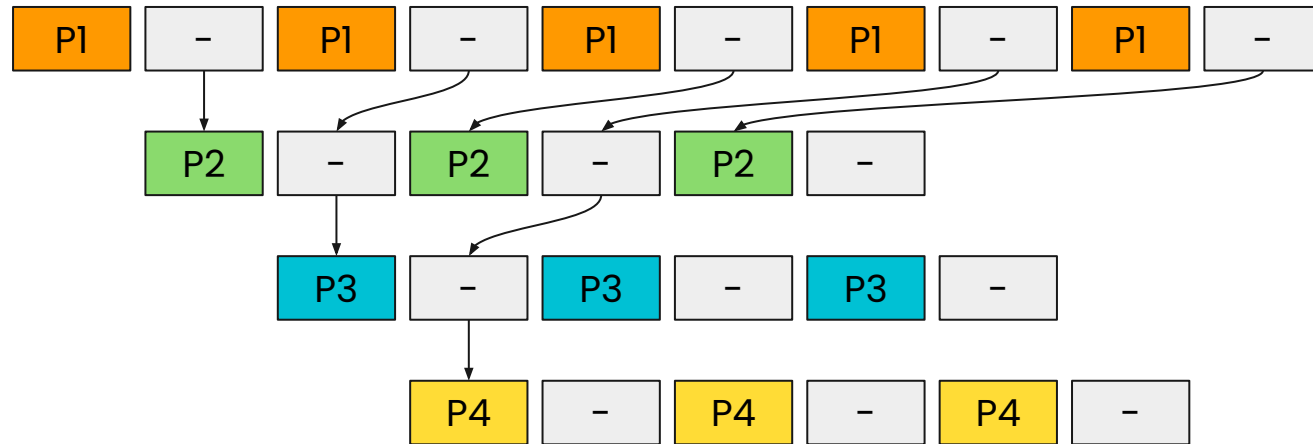 P1 - P1 - P1 - P1 - P1 -
P2 - P2 - P2 -
P3 - P3 - P3 -
P4 - P4 - P4 -